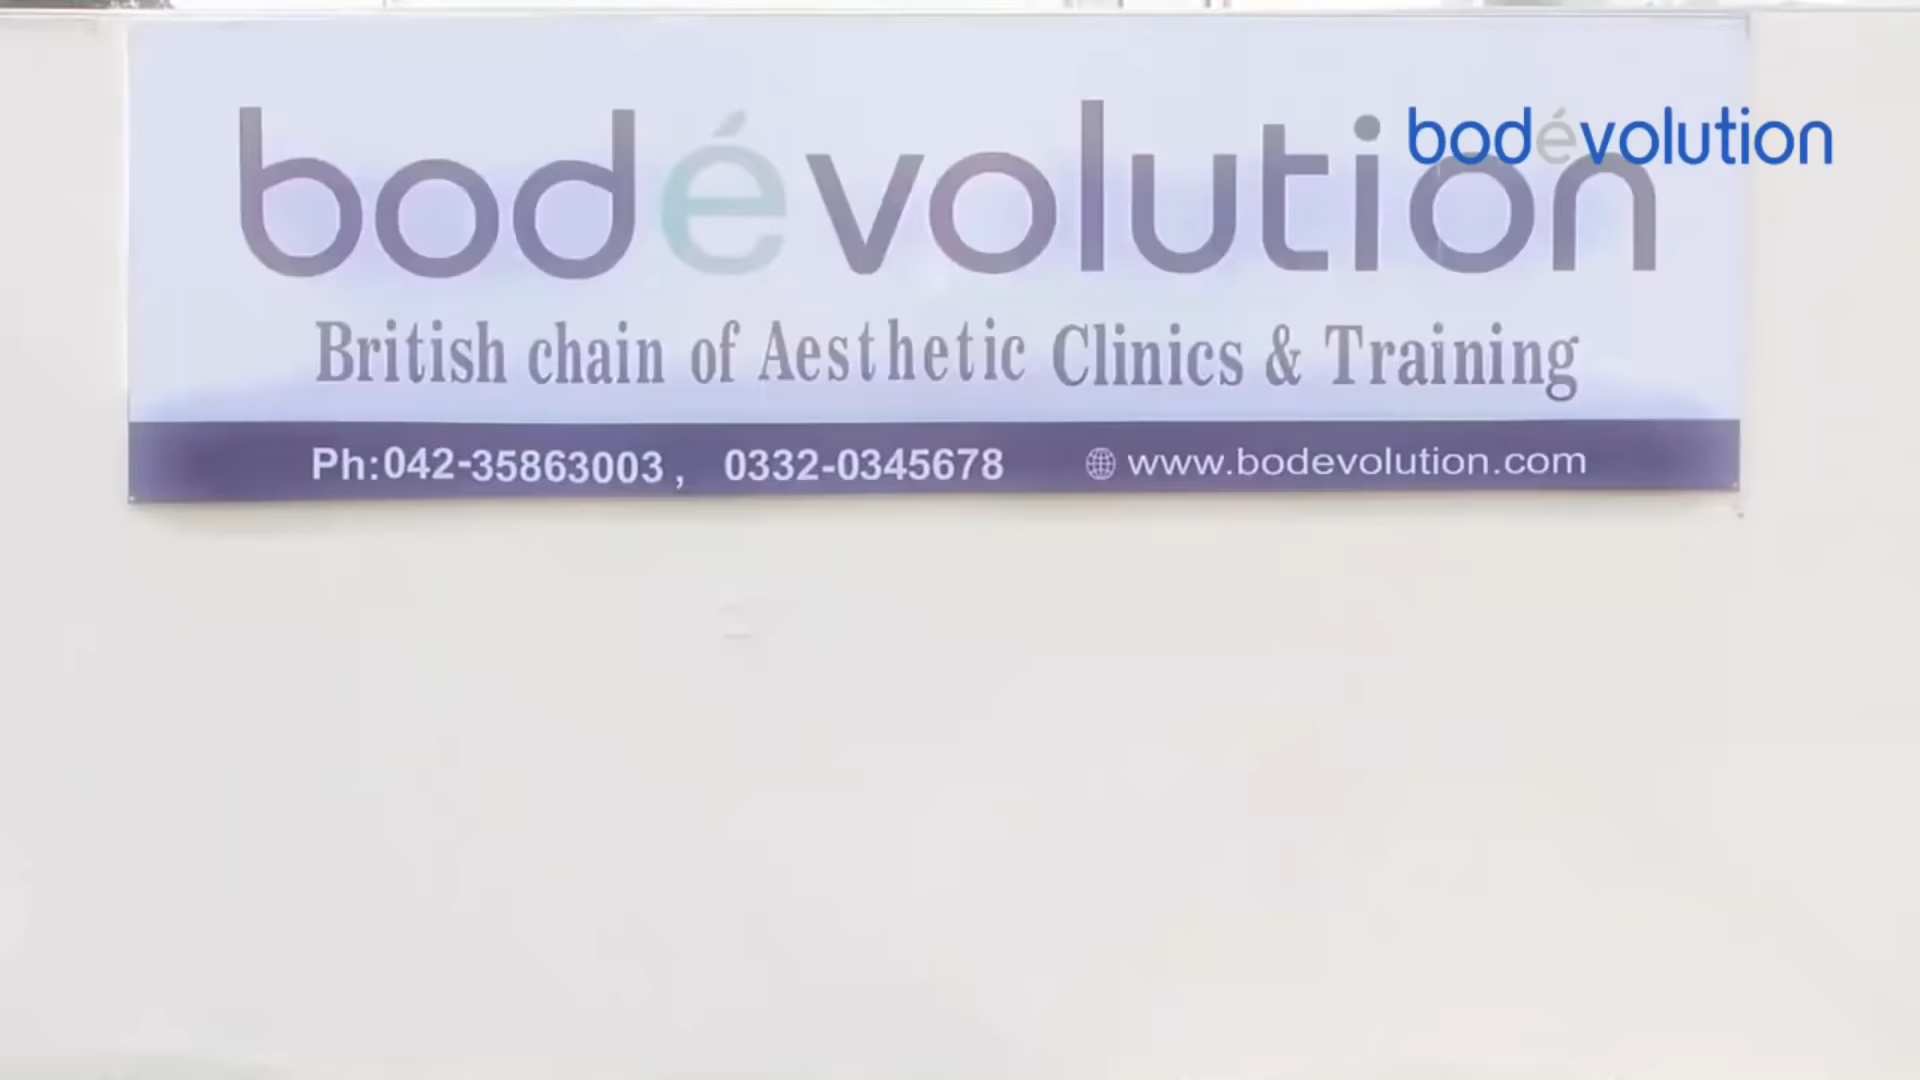 bodévolution
bodévolution
British chain of Aesthetic Clinics & Training
Ph:042-35863003, 0332-0345678 www.bodevolution.com